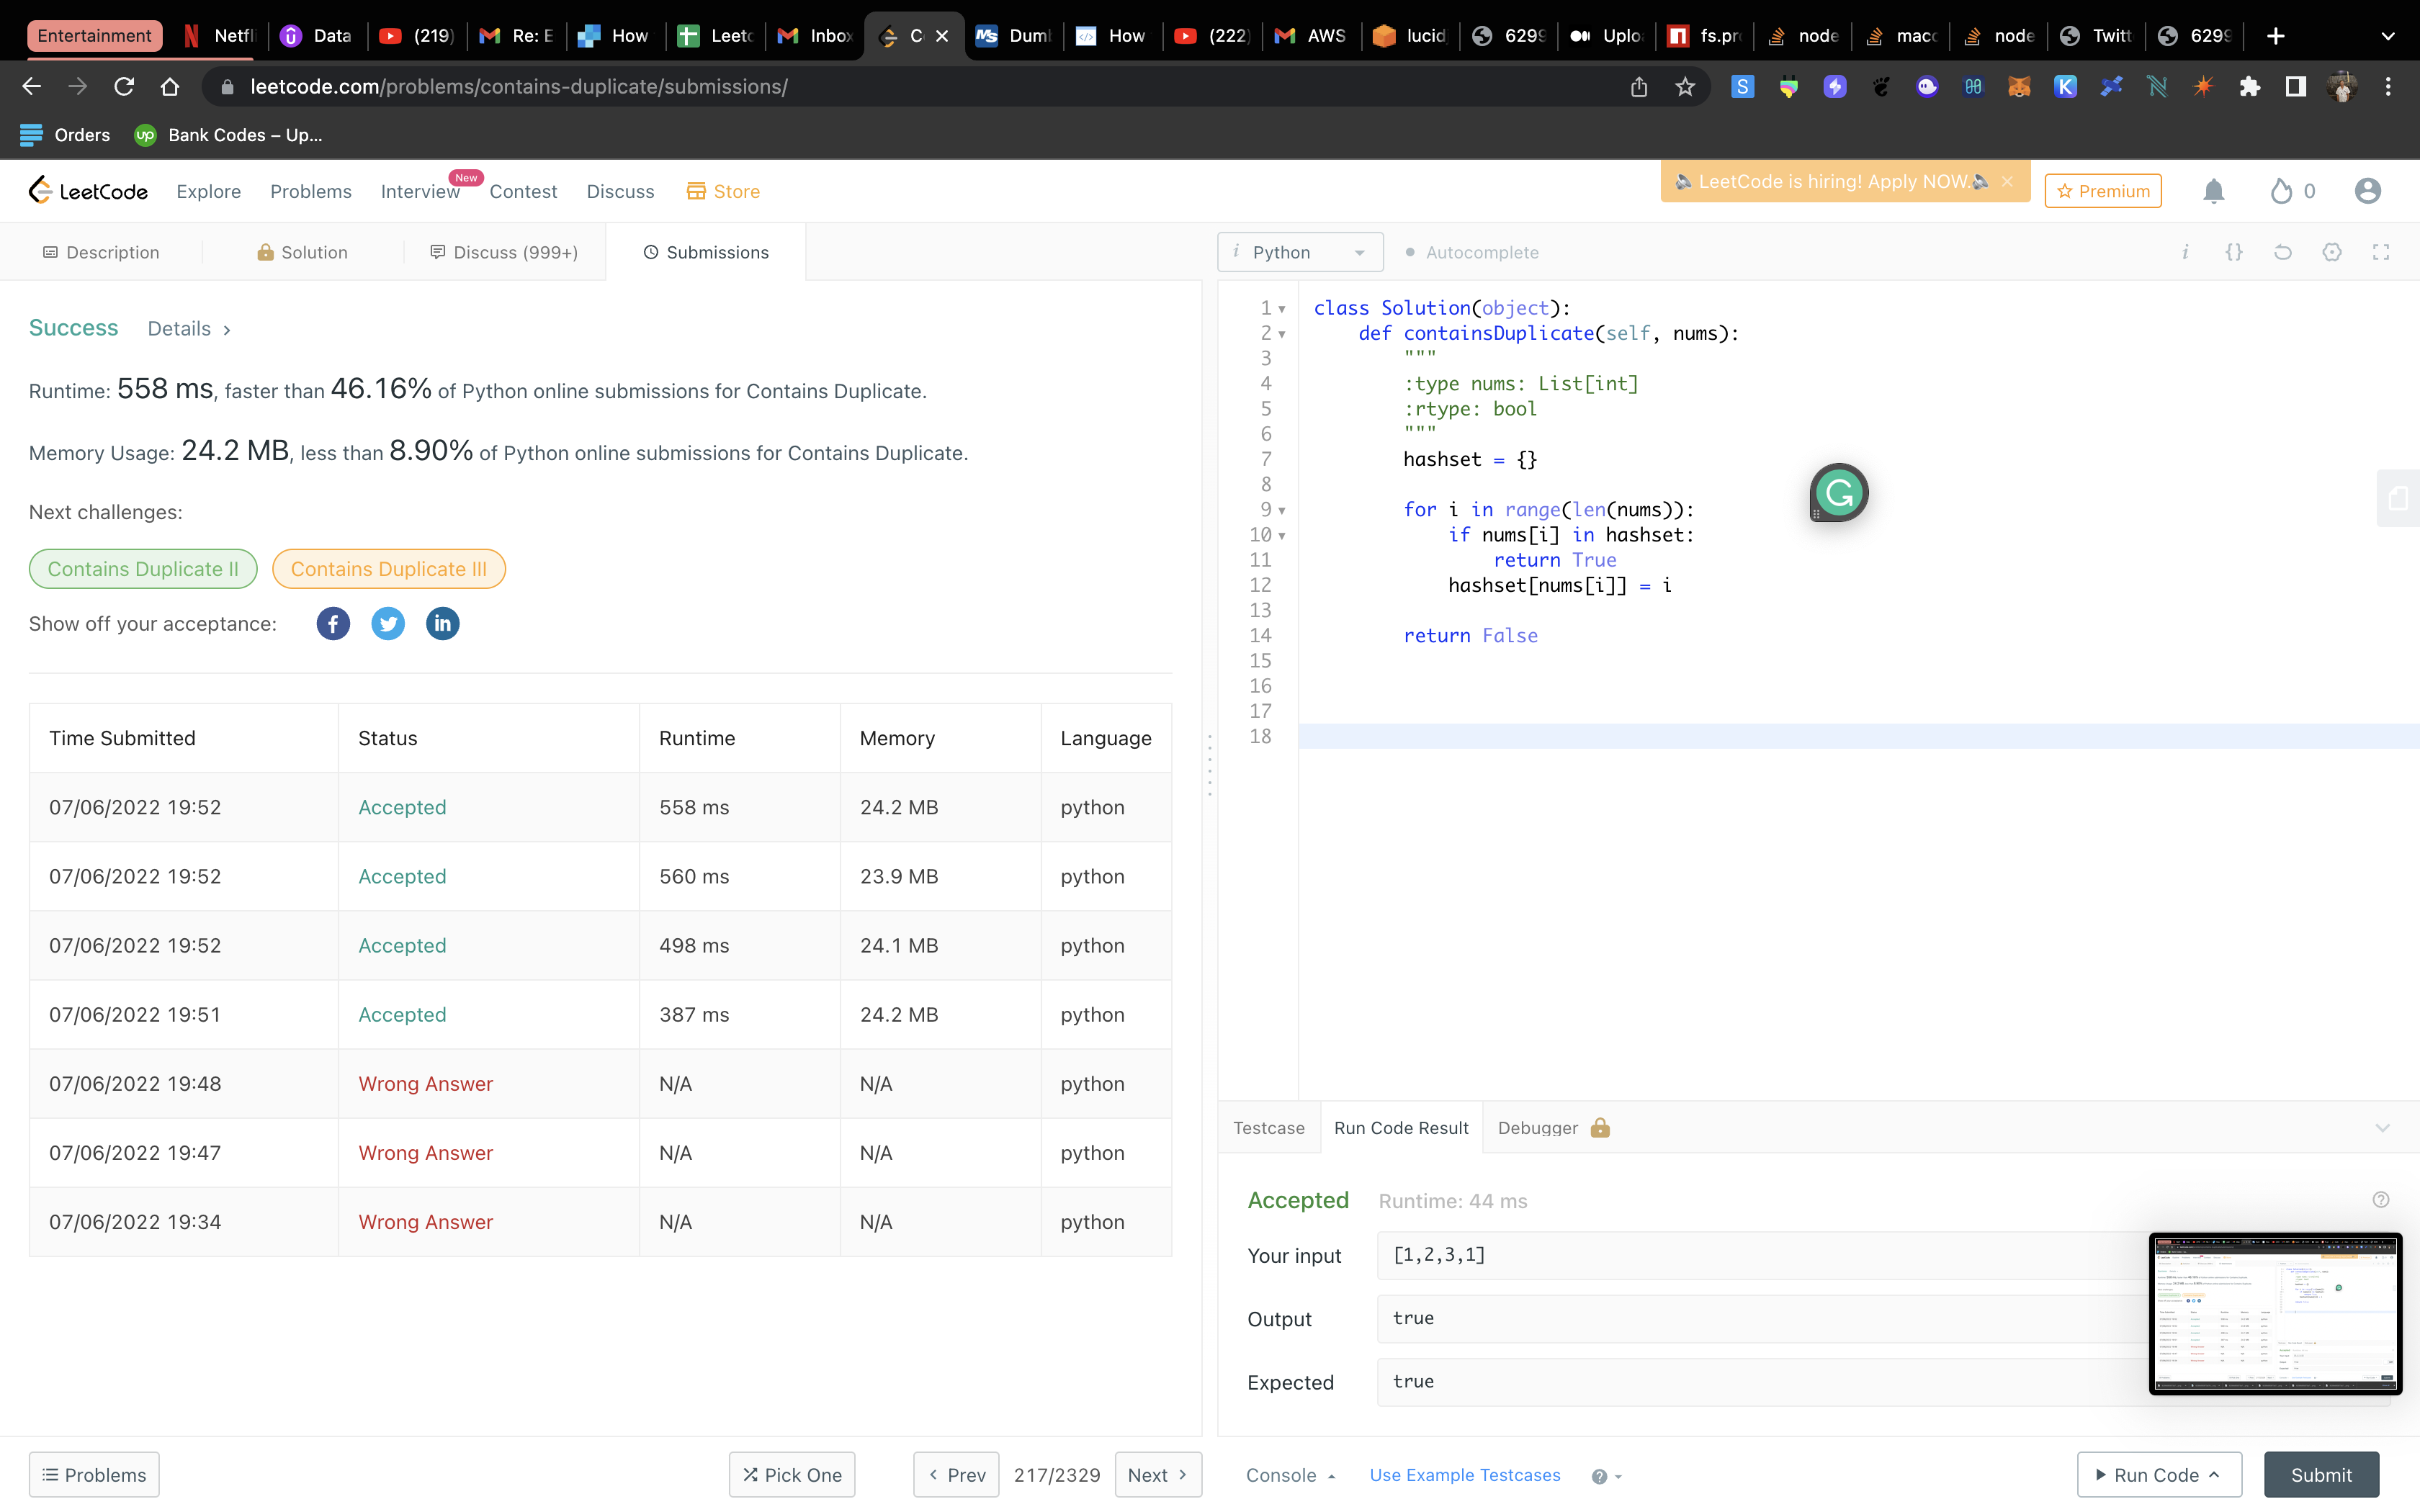 Entertainment Netfli Data (219) Re: E How Leetc Inbox C Dumb How (222) AWS lucid 6299 Uplo fs.pro node macc node Twitt 6299
leetcode.com/problems/contains-duplicate/submissions/
Orders Bank Codes – Up...
LeetCode Explore Problems Interview New Contest Discuss Store LeetCode is hiring! Apply NOW. Premium 0
Description Solution Discuss (999+) Submissions
Success Details
Runtime: 558 ms, faster than 46.16% of Python online submissions for Contains Duplicate.
Memory Usage: 24.2 MB, less than 8.90% of Python online submissions for Contains Duplicate.
Next challenges:
Contains Duplicate II Contains Duplicate III
Show off your acceptance:
Time Submitted Status Runtime Memory Language
07/06/2022 19:52 Accepted 558 ms 24.2 MB python
07/06/2022 19:52 Accepted 560 ms 23.9 MB python
07/06/2022 19:52 Accepted 498 ms 24.1 MB python
07/06/2022 19:51 Accepted 387 ms 24.2 MB python
07/06/2022 19:48 Wrong Answer N/A N/A python
07/06/2022 19:47 Wrong Answer N/A N/A python
07/06/2022 19:34 Wrong Answer N/A N/A python
Problems Pick One Prev 217/2329 Next
i Python Autocomplete
1 class Solution(object):
2 def containsDuplicate(self, nums):
3 """
4 :type nums: List[int]
5 :rtype: bool
6 """
7 hashset = {}
8
9 for i in range(len(nums)):
10 if nums[i] in hashset:
11 return True
12 hashset[nums[i]] = i
13
14 return False
15
16
17
18
Testcase Run Code Result Debugger
Accepted Runtime: 44 ms
Your input [1,2,3,1]
Output true
Expected true
Console Use Example Testcases Run Code Submit